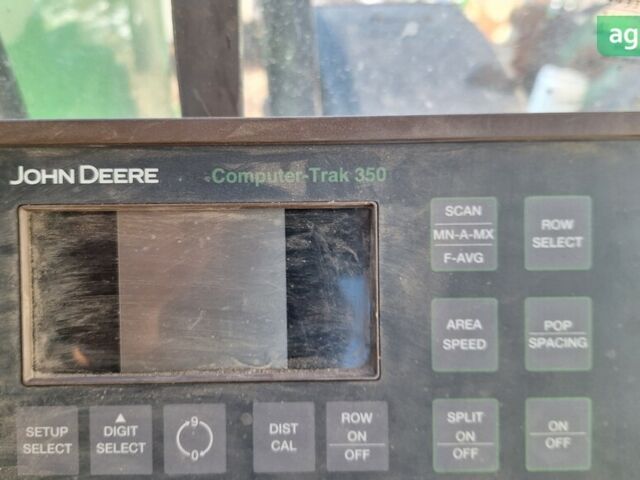 ag
JOHN DEERE Computer-Trak 350
SCAN
MN-A-MX
F-AVG
ROW
SELECT
AREA
SPEED
POP
SPACING
SETUP
SELECT
DIGIT
SELECT
9
0
DIST
CAL
ROW
ON
OFF
SPLIT
ON
OFF
ON
OFF